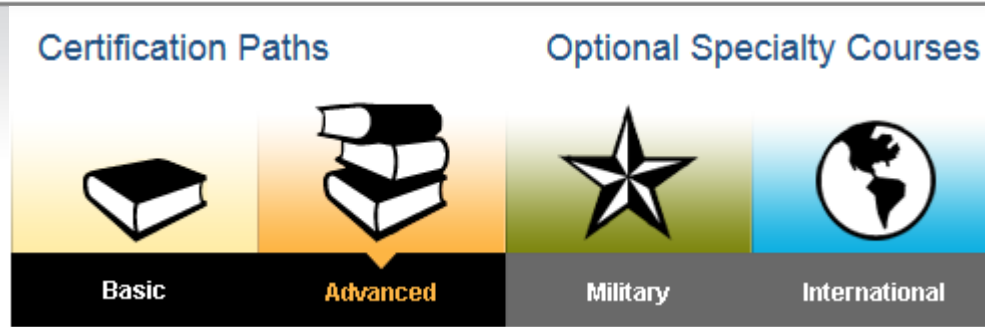 Certification Paths
Optional Specialty Courses
Basic
Advanced
Military
International